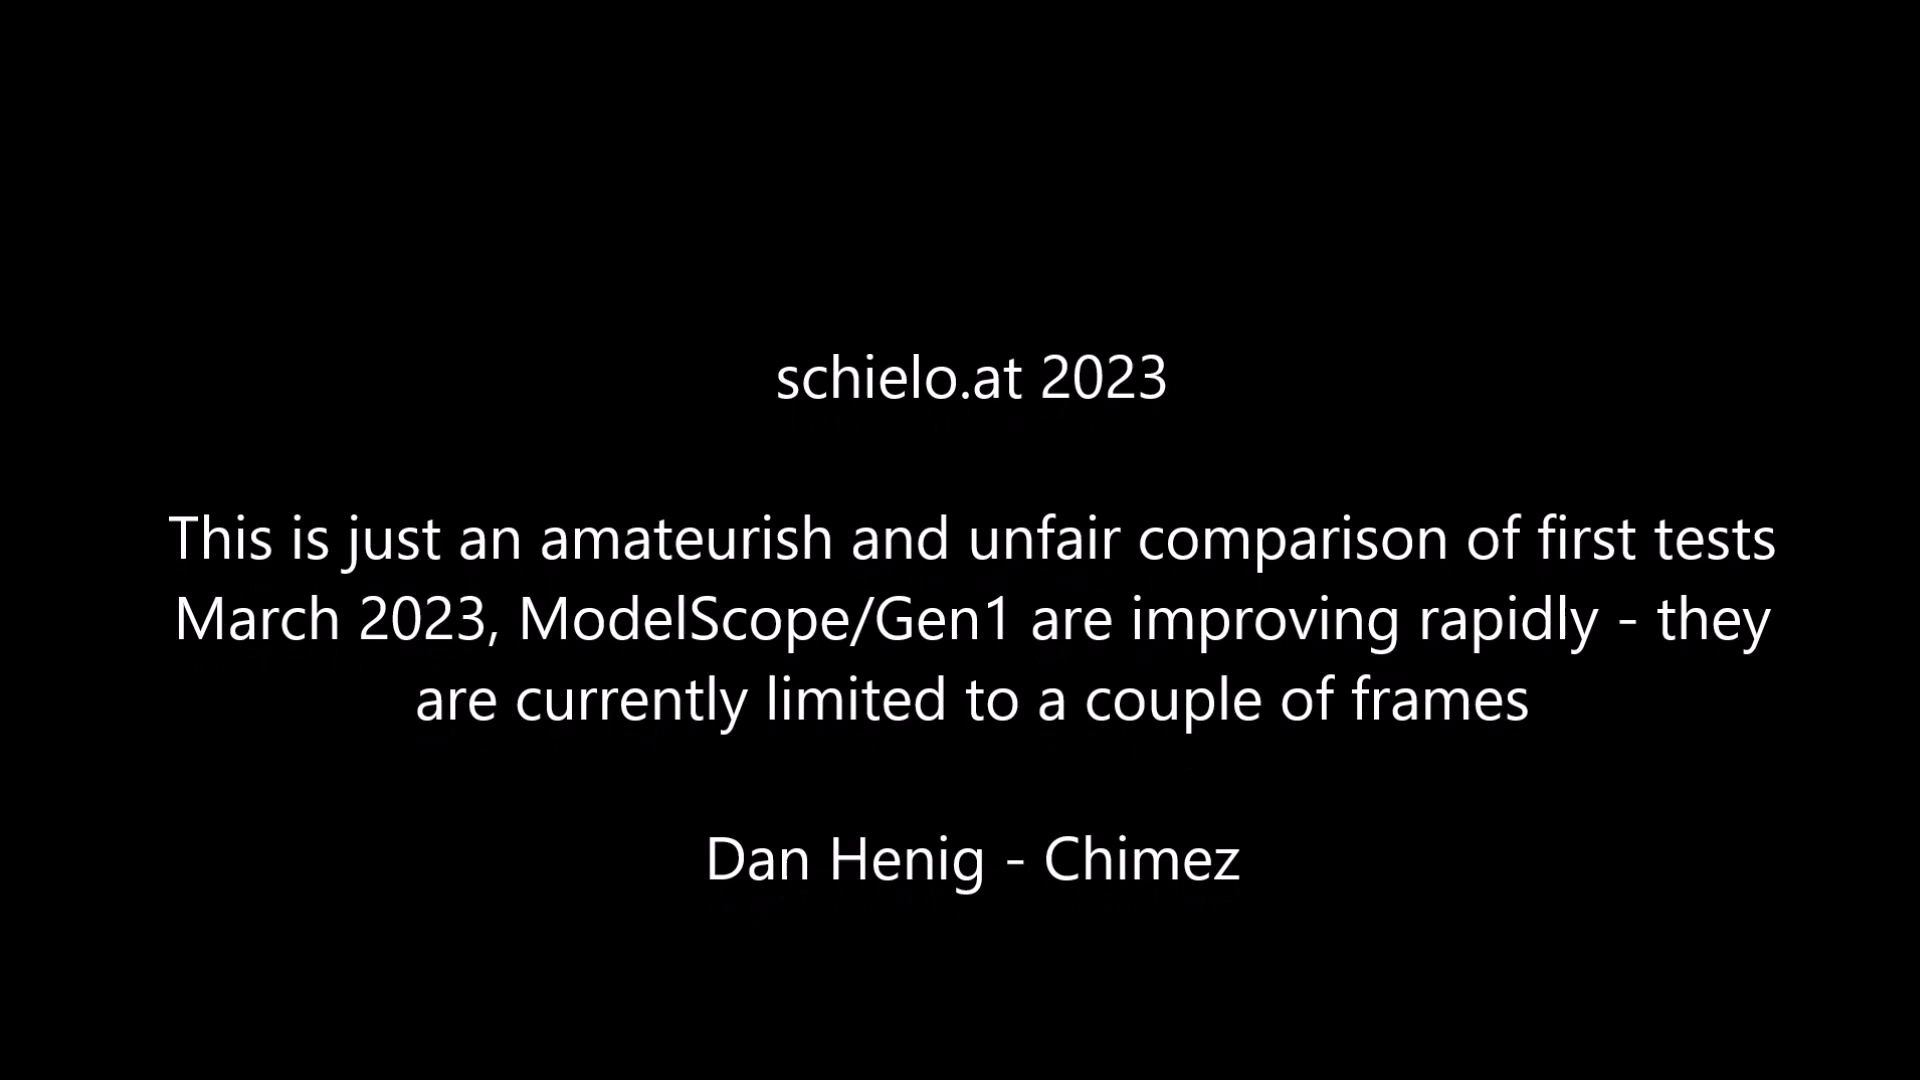 schielo.at 2023
This is just an amateurish and unfair comparison of first tests
March 2023, ModelScope/Gen1 are improving rapidly - they
are currently limited to a couple of frames
Dan Henig - Chimez